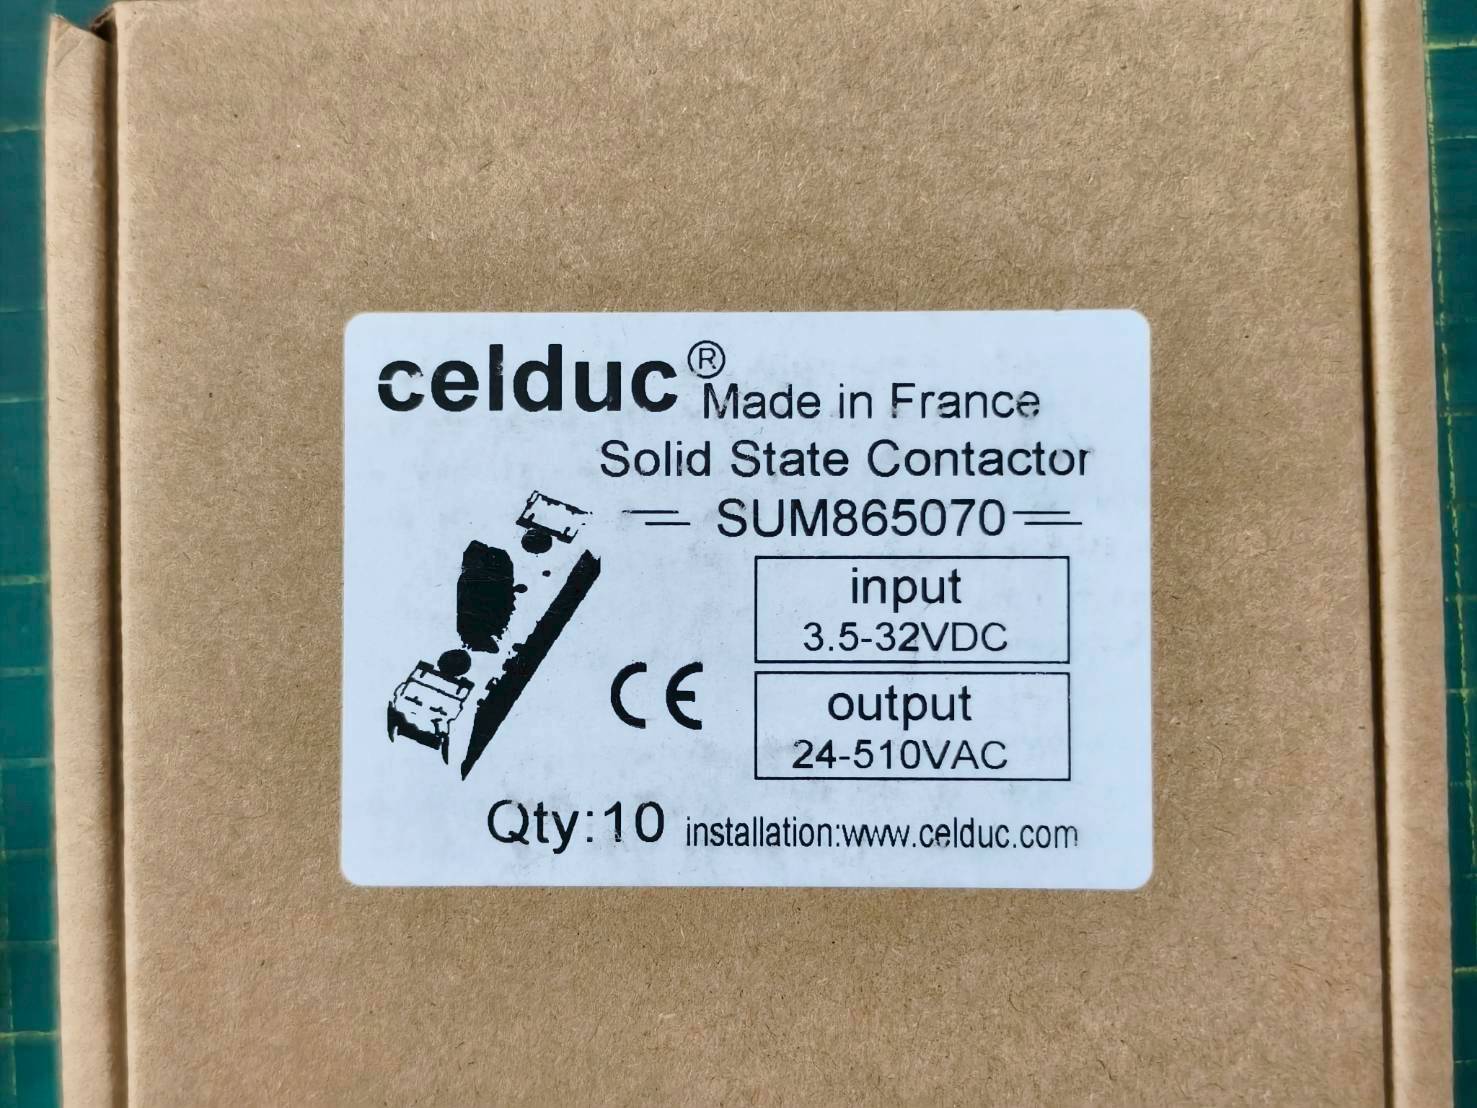 celduc® Made in France
Solid State Contactor
SUM865070
input
3.5-32VDC
CE
output
24-510VAC
Qty:10 installation:www.celduc.com